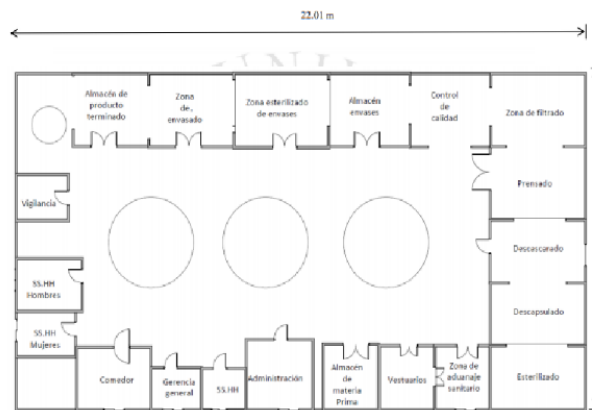 22.01 m
Almacén de
producto
terminado
Zona
de,
envasado
Zona esterilizado
de envases
Almacén
envases
Control
de
calidad
Zona de filtrado
Vigilancia
Prensado
Descascarado
SS.HH
Hombres
Descapsulado
SS.HH
Mujeres
Comedor
Gerencia
general
SS.HH
Administración
Almacén
de
materia
Prima
Vestuarios
Zona de
aduanaje
sanitario
Esterilizado